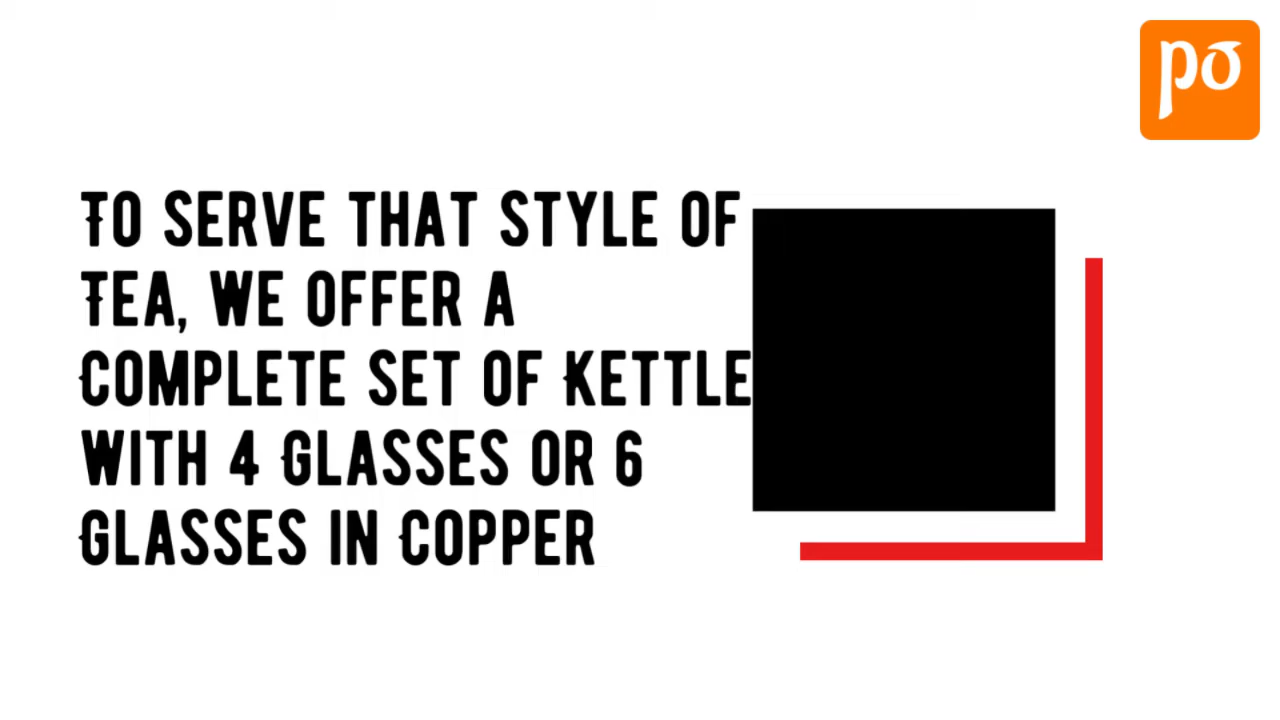 po
To serve that style of
Tea, we offer a
complete set of Kettle
with 4 Glasses or 6
Glasses in Copper